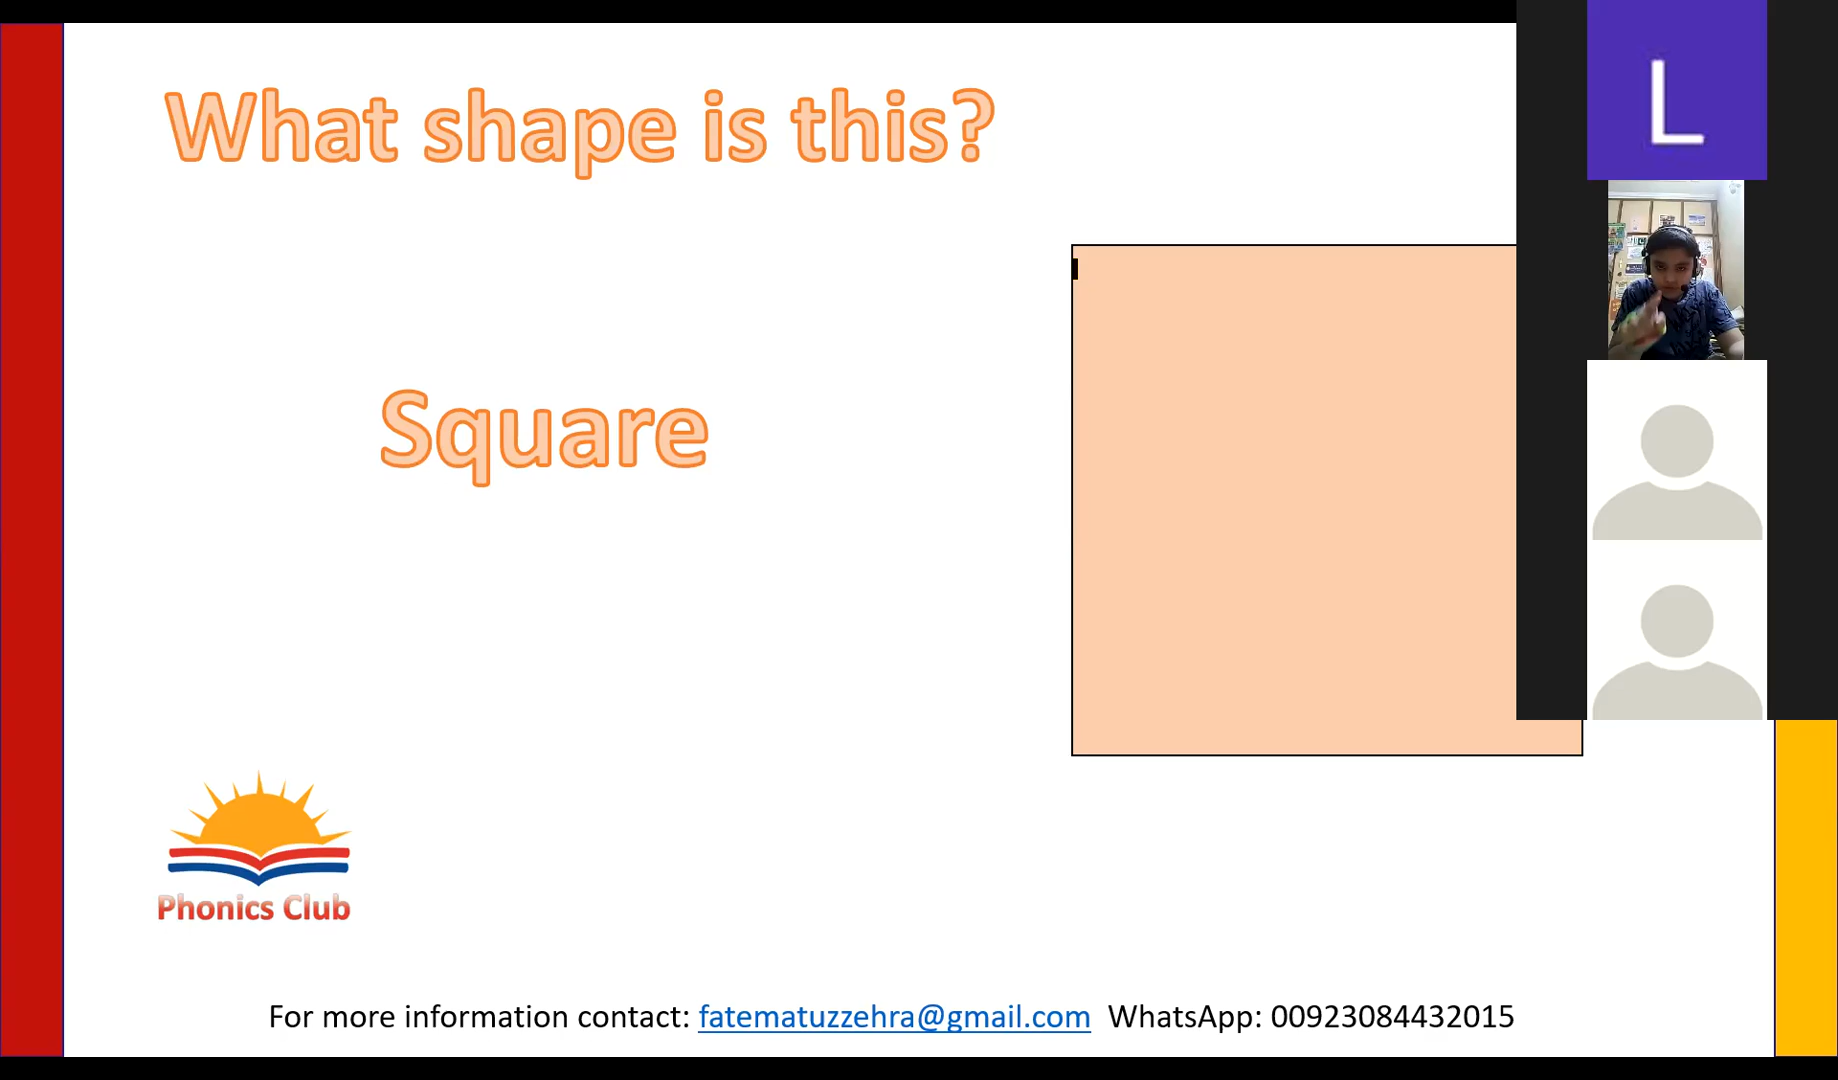 What shape is this?
L
Square
Phonics Club
For more information contact: fatematuzzehra@gmail.com WhatsApp: 00923084432015